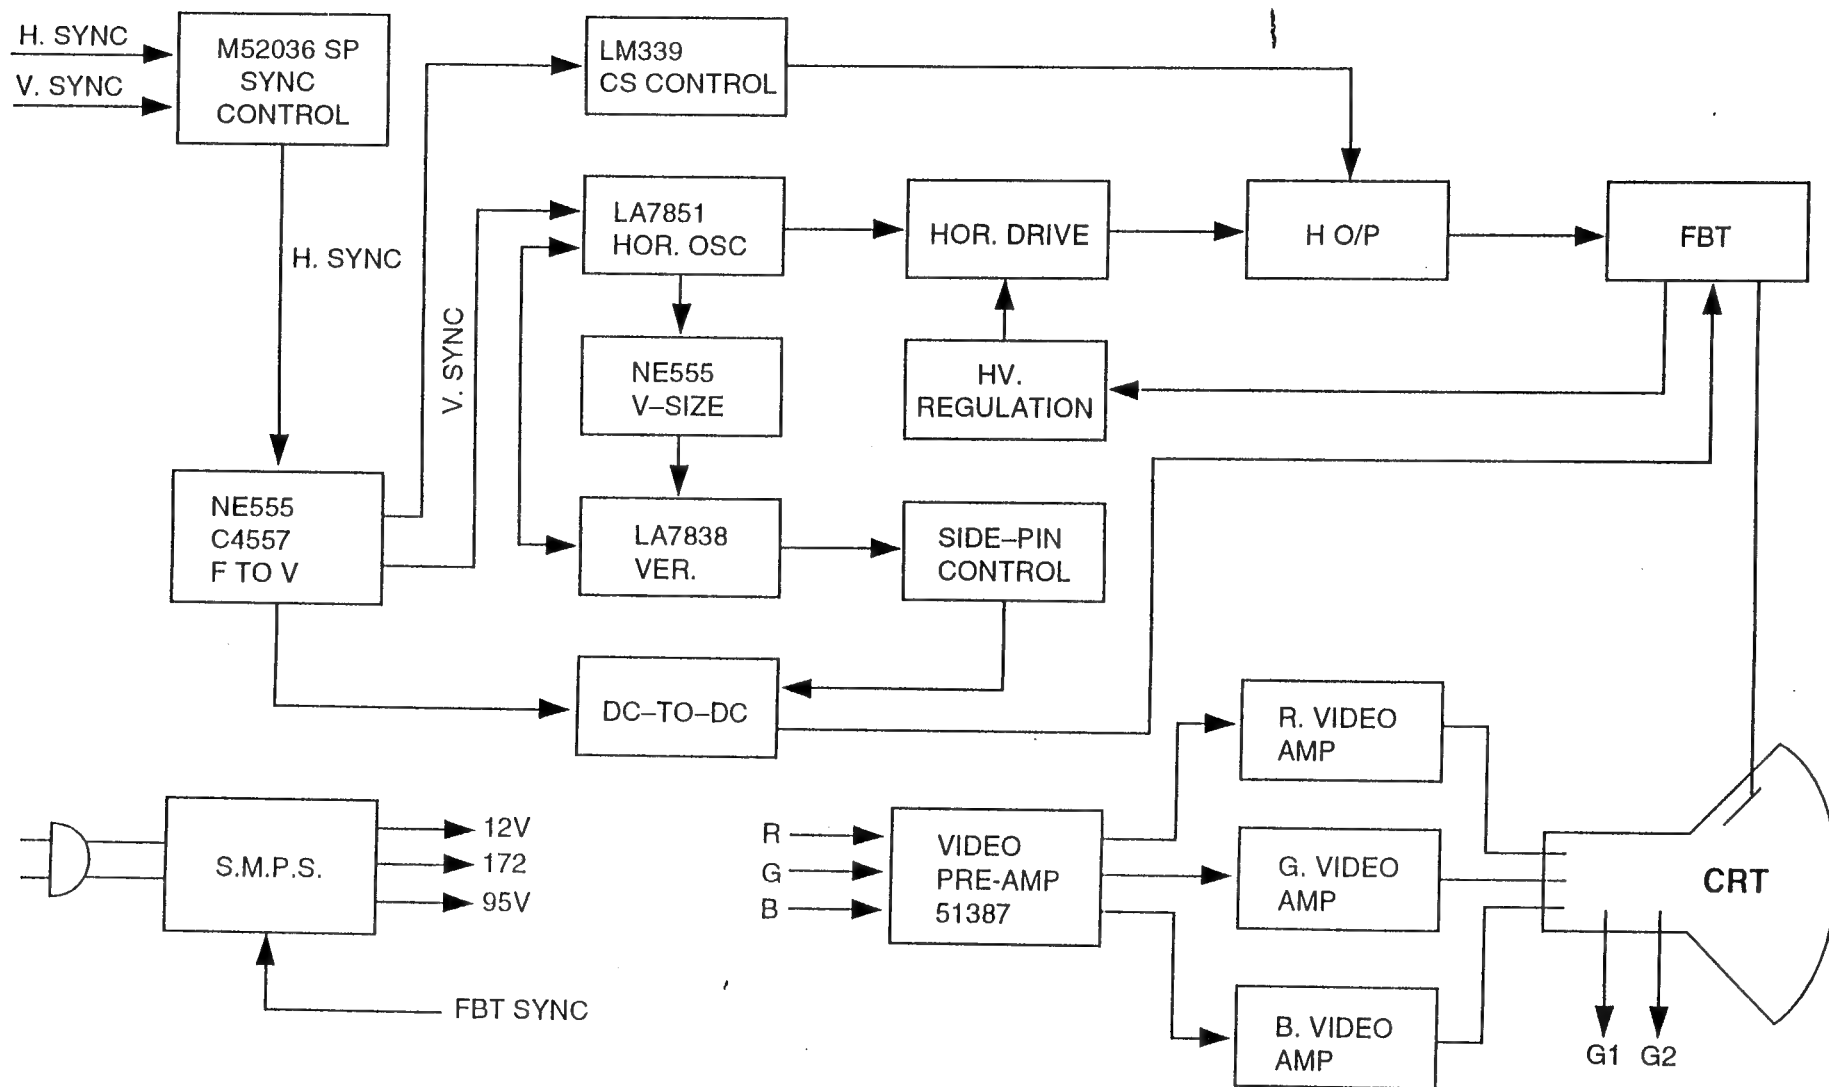 H. SYNC
V. SYNC
M52036 SP
SYNC
CONTROL
LM339
CS CONTROL
H. SYNC
V. SYNC
LA7851
HOR. OSC
HOR. DRIVE
H O/P
FBT
NE555
V–SIZE
HV.
REGULATION
NE555
C4557
F TO V
LA7838
VER.
SIDE–PIN
CONTROL
DC–TO–DC
S.M.P.S.
12V
172
95V
FBT SYNC
R
G
B
VIDEO
PRE-AMP
51387
R. VIDEO
AMP
G. VIDEO
AMP
B. VIDEO
AMP
CRT
G1
G2